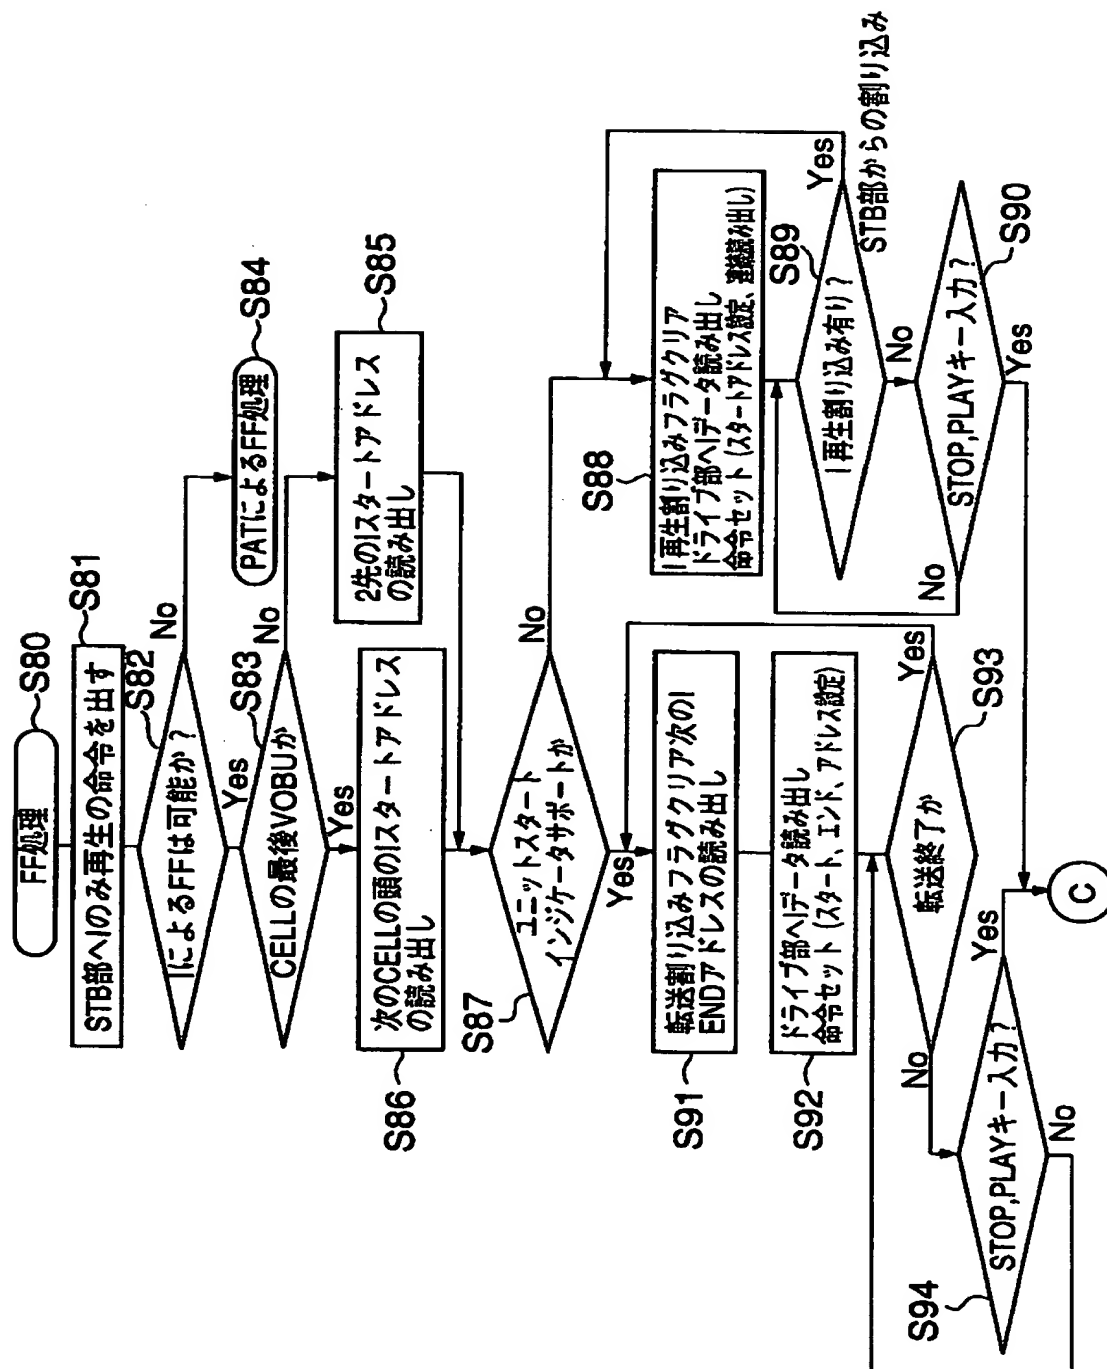 FF処理
S80
STB部へIのみ再生の命令を出す
S81
IによるFFは可能か?
S82
No
PATによるFF処理
S84
Yes
CELLの最後VOBUか
S83
No
2先のIスタートアドレス
の読み出し
S85
Yes
次のCELLの頭のIスタートアドレス
の読み出し
S86
ユニットスタート
インジケータサポートか
S87
No
I再生割り込みフラグクリア
ドライブ部へIデータ読み出し
命令セット(スタートアドレス設定、連続読み出し)
S88
I再生割り込み有り?
S89
Yes
STB部からの割り込み
No
STOP,PLAYキー入力?
S90
No
Yes
Yes
転送割り込みフラグクリア次のI
ENDアドレスの読み出し
S91
ドライブ部へIデータ読み出し
命令セット(スタート、エンド、アドレス設定)
S92
転送終了か
S93
Yes
No
STOP,PLAYキー入力?
S94
Yes
No
C